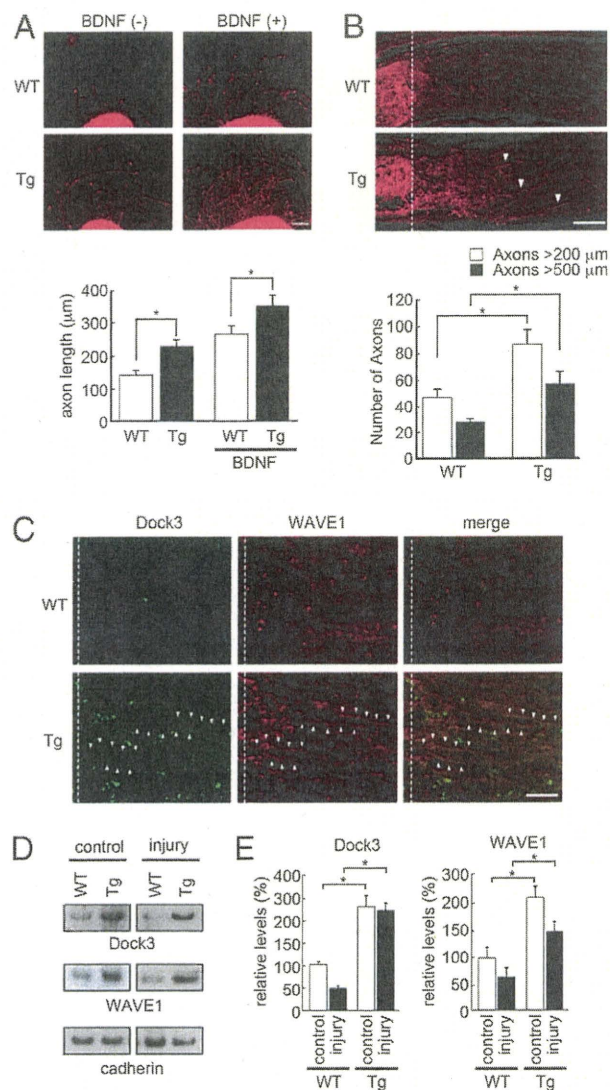 A
BDNF (-)
BDNF (+)
WT
Tg
axon length (µm)
400
300
200
100
0
*
*
WT
Tg
WT
Tg
BDNF
B
WT
Tg
Axons >200 µm
Axons >500 µm
Number of Axons
120
100
80
60
40
20
0
*
*
WT
Tg
C
Dock3
WAVE1
merge
WT
Tg
D
control
injury
WT
Tg
WT
Tg
Dock3
WAVE1
cadherin
E
Dock3
relative levels (%)
400
300
200
100
50
0
*
*
control
injury
control
injury
WT
Tg
WAVE1
relative levels (%)
300
200
150
100
50
0
*
*
control
injury
control
injury
WT
Tg